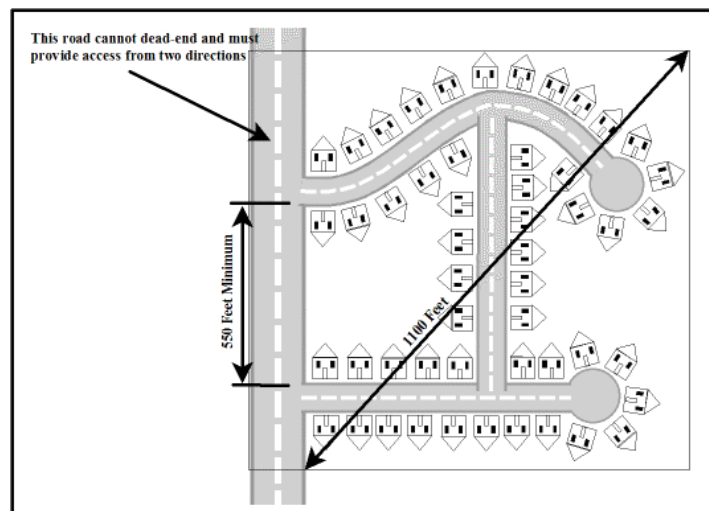 This road cannot dead-end and must
provide access from two directions
550 Feet Minimum
1100 Feet